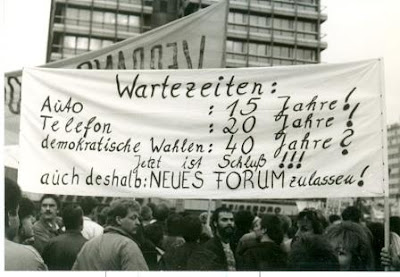 Wartezeiten:
Auto : 15 Jahre!
Telefon : 20 Jahre!
demokratische Wahlen: 40 Jahre?
Jetzt ist Schluß !!!
auch deshalb: NEUES FORUM zulassen!